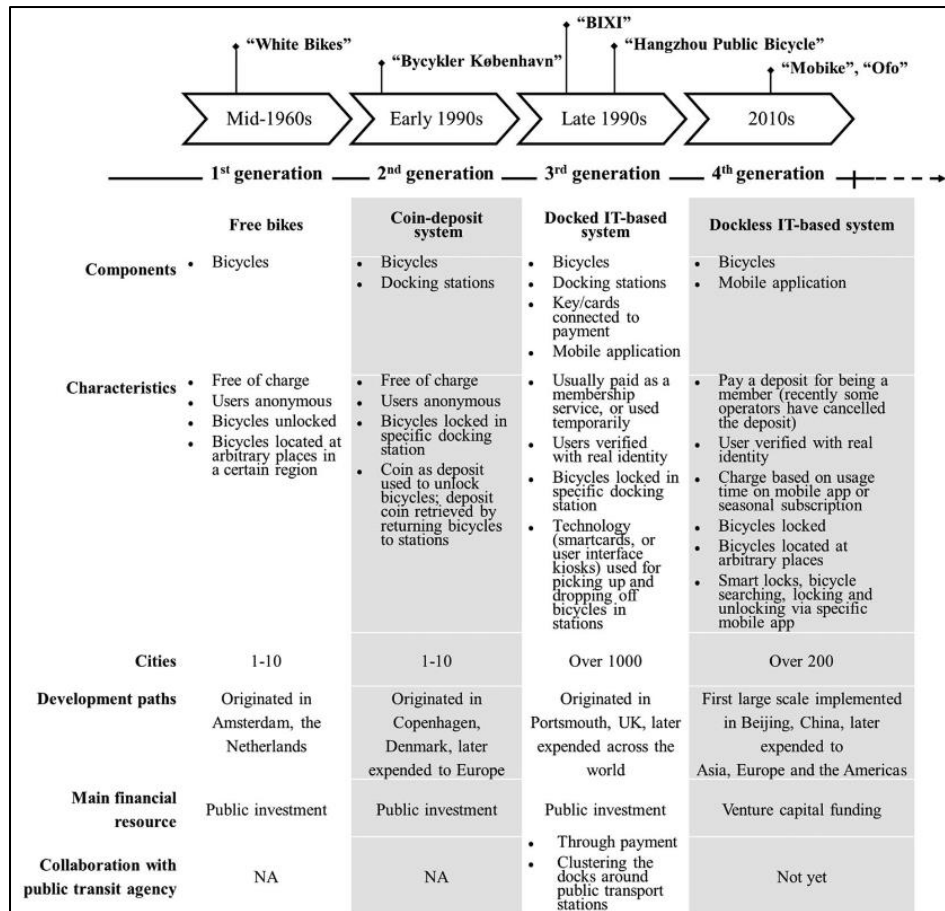 “BIXI”
“White Bikes”
“Hangzhou Public Bicycle”
“Bycykler København”
“Mobike”, “Ofo”
Mid-1960s
Early 1990s
Late 1990s
2010s
1st generation
2nd generation
3rd generation
4th generation
Free bikes
Coin-deposit
system
Docked IT-based
system
Dockless IT-based system
Components
• Bicycles
• Bicycles
• Docking stations
• Bicycles
• Docking stations
• Key/cards
connected to
payment
• Mobile application
• Bicycles
• Mobile application
Characteristics
• Free of charge
• Users anonymous
• Bicycles unlocked
• Bicycles located at
arbitrary places in
a certain region
• Free of charge
• Users anonymous
• Bicycles locked in
specific docking
station
• Coin as deposit
used to unlock
bicycles; deposit
coin retrieved by
returning bicycles
to stations
• Usually paid as a
membership
service, or used
temporarily
• Users verified
with real identity
• Bicycles locked in
specific docking
station
• Technology
(smartcards, or
user interface
kiosks) used for
picking up and
dropping off
bicycles in
stations
• Pay a deposit for being a
member (recently some
operators have cancelled
the deposit)
• User verified with real
identity
• Charge based on usage
time on mobile app or
seasonal subscription
• Bicycles locked
• Bicycles located at
arbitrary places
• Smart locks, bicycle
searching, locking and
unlocking via specific
mobile app
Cities
1-10
1-10
Over 1000
Over 200
Development paths
Originated in
Amsterdam, the
Netherlands
Originated in
Copenhagen,
Denmark, later
expended to Europe
Originated in
Portsmouth, UK, later
expended across the
world
First large scale implemented
in Beijing, China, later
expended to
Asia, Europe and the Americas
Main financial
resource
Public investment
Public investment
Public investment
Venture capital funding
Collaboration with
public transit agency
NA
NA
• Through payment
• Clustering the
docks around
public transport
stations
Not yet